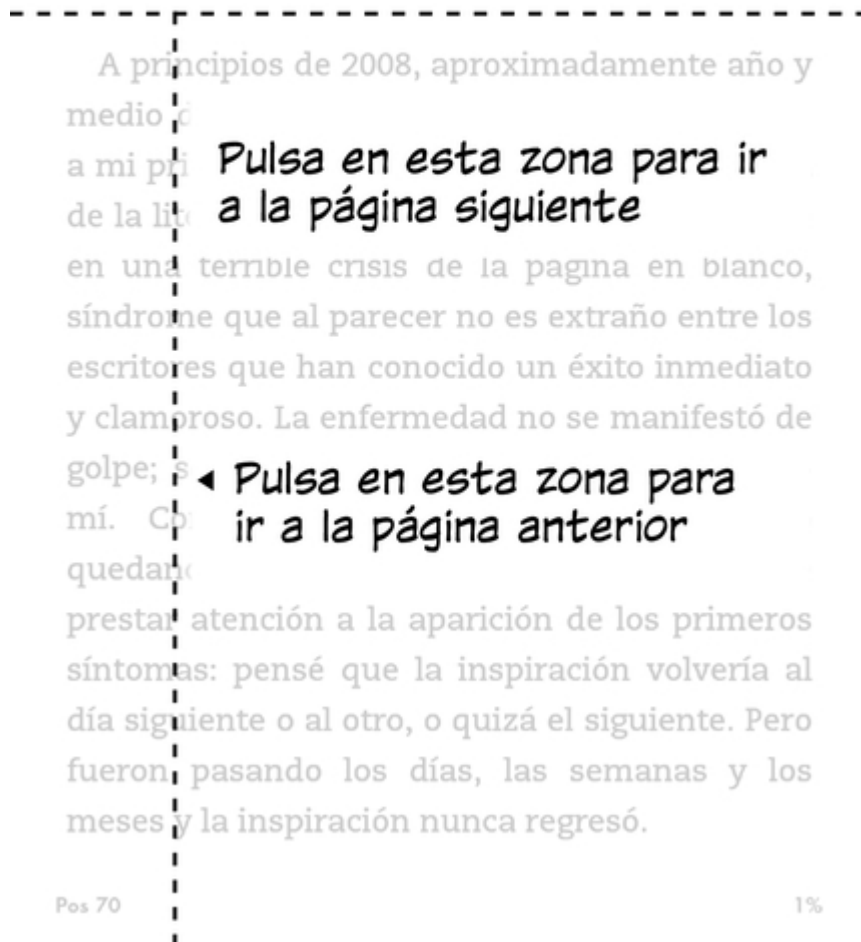 A principios de 2008, aproximadamente año y
medio
a mi
Pulsa en esta zona para ir
a la página siguiente
de la
en una terrible crisis de la página en blanco,
síndrome que al parecer no es extraño entre los
escritores que han conocido un éxito inmediato
y clamoroso. La enfermedad no se manifestó de
golpe;
◂ Pulsa en esta zona para
ir a la página anterior
mí.
prestar atención a la aparición de los primeros
síntomas: pensé que la inspiración volvería al
día siguiente o al otro, o quizá el siguiente. Pero
fueron pasando los días, las semanas y los
meses y la inspiración nunca regresó.
Pos 70
1%